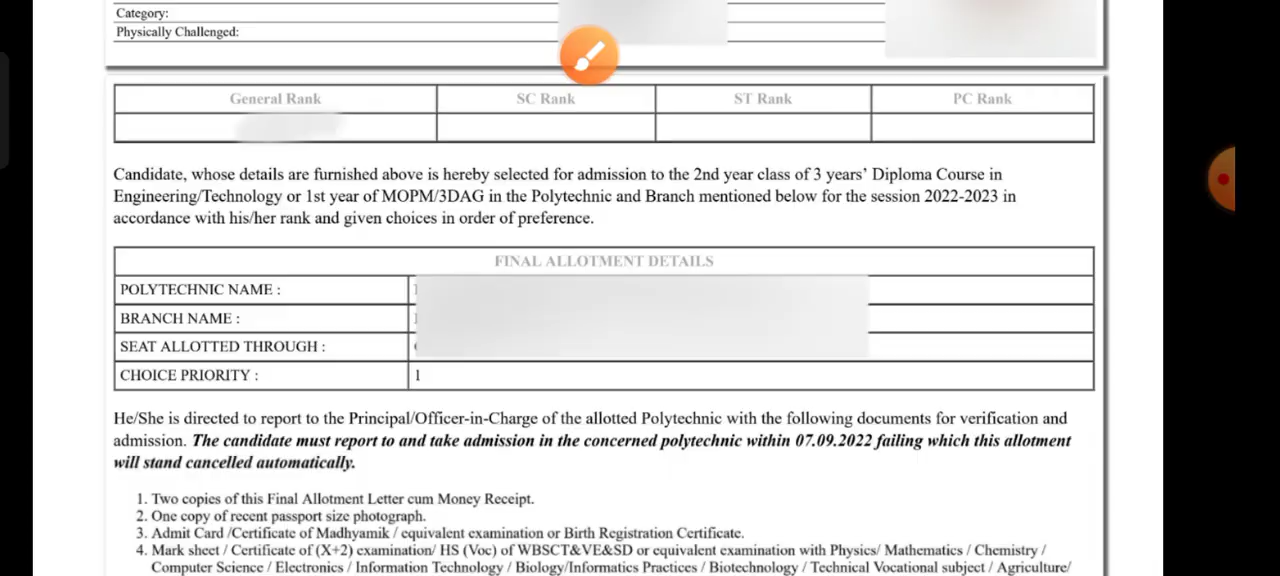 Category:
Physically Challenged:
General Rank SC Rank ST Rank PC Rank
Candidate, whose details are furnished above is hereby selected for admission to the 2nd year class of 3 years’ Diploma Course in
Engineering/Technology or 1st year of MOPM/3DAG in the Polytechnic and Branch mentioned below for the session 2022-2023 in
accordance with his/her rank and given choices in order of preference.
FINAL ALLOTMENT DETAILS
POLYTECHNIC NAME :
BRANCH NAME :
SEAT ALLOTTED THROUGH :
CHOICE PRIORITY : 1
He/She is directed to report to the Principal/Officer-in-Charge of the allotted Polytechnic with the following documents for verification and
admission. The candidate must report to and take admission in the concerned polytechnic within 07.09.2022 failing which this allotment
will stand cancelled automatically.
1. Two copies of this Final Allotment Letter cum Money Receipt.
2. One copy of recent passport size photograph.
3. Admit Card /Certificate of Madhyamik / equivalent examination or Birth Registration Certificate.
4. Mark sheet / Certificate of (X+2) examination/ HS (Voc) of WBSCT&VE&SD or equivalent examination with Physics/ Mathematics / Chemistry /
Computer Science / Electronics / Information Technology / Biology/Informatics Practices / Biotechnology / Technical Vocational subject / Agriculture/